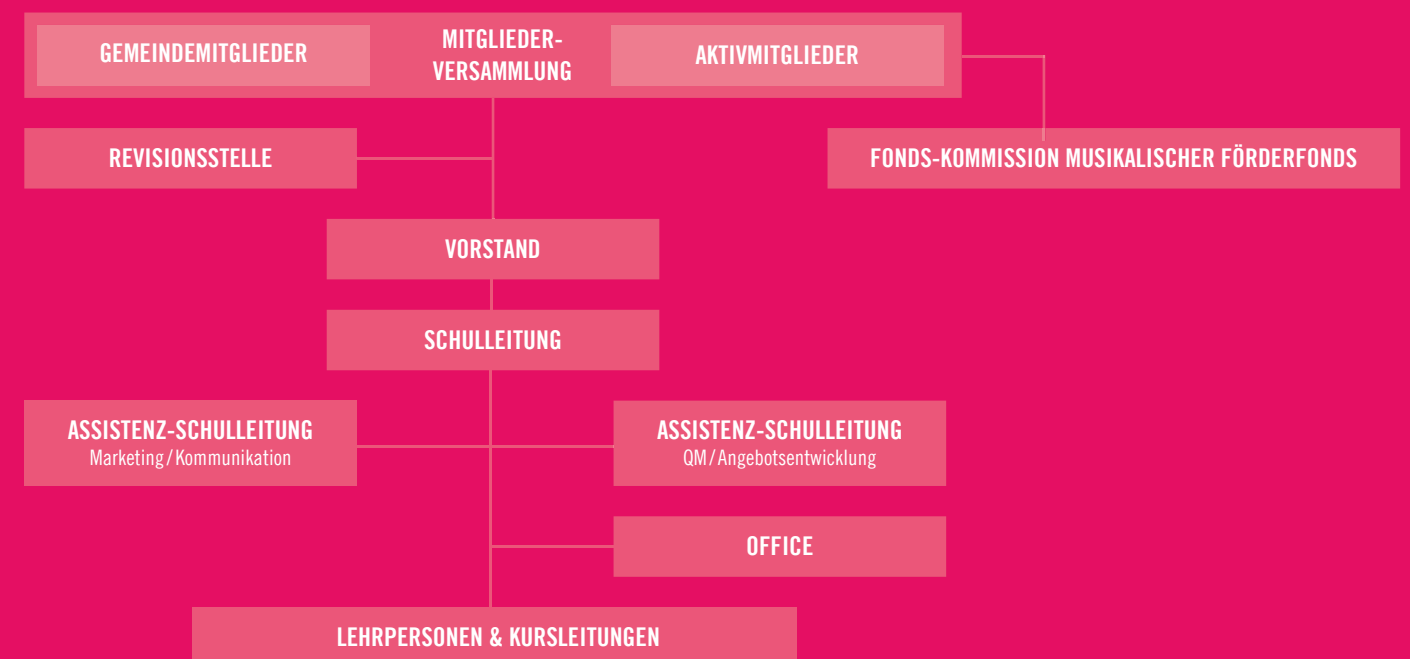 GEMEINDEMITGLIEDER
MITGLIEDER-
VERSAMMLUNG
AKTIVMITGLIEDER
REVISIONSSTELLE
FONDS-KOMMISSION MUSIKALISCHER FÖRDERFONDS
VORSTAND
SCHULLEITUNG
ASSISTENZ-SCHULLEITUNG
Marketing / Kommunikation
ASSISTENZ-SCHULLEITUNG
QM / Angebotsentwicklung
OFFICE
LEHRPERSONEN & KURSLEITUNGEN